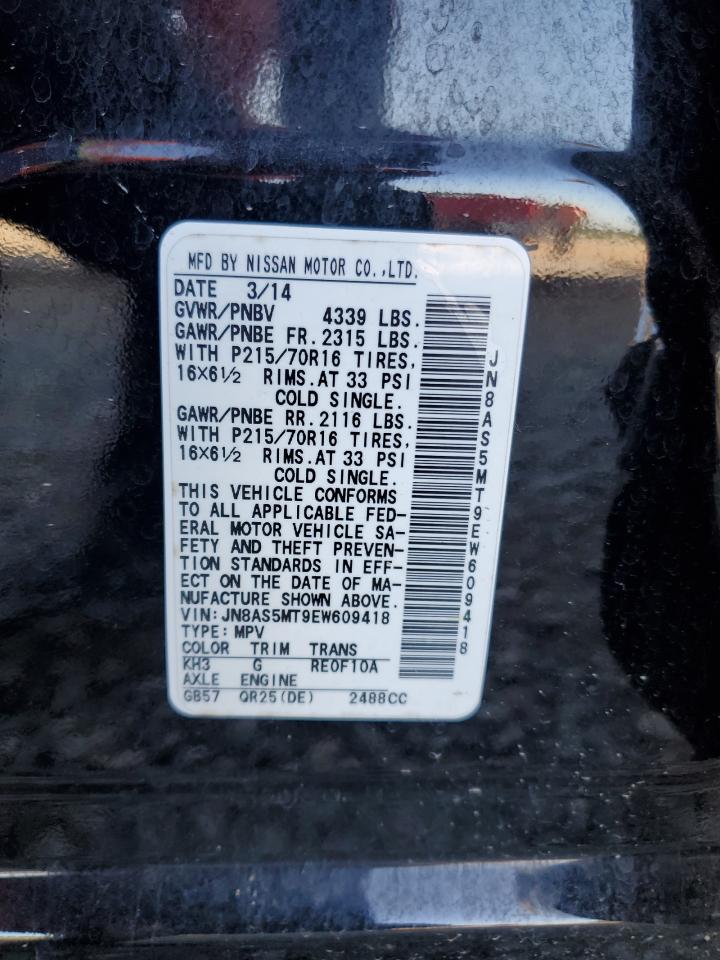 MFD BY NISSAN MOTOR CO.,LTD.
DATE 3/14
GVWR/PNBV 4339 LBS.
GAWR/PNBE FR.2315 LBS.
WITH P215/70R16 TIRES,
16X6½ RIMS.AT 33 PSI
COLD SINGLE.
GAWR/PNBE RR.2116 LBS.
WITH P215/70R16 TIRES,
16X6½ RIMS.AT 33 PSI
COLD SINGLE.
THIS VEHICLE CONFORMS
TO ALL APPLICABLE FED-
ERAL MOTOR VEHICLE SA-
FETY AND THEFT PREVEN-
TION STANDARDS IN EFF-
ECT ON THE DATE OF MA-
NUFACTURE SHOWN ABOVE.
VIN:JN8AS5MT9EW609418
TYPE:MPV
COLOR TRIM TRANS
KH3 G RE0F10A
AXLE ENGINE
GB57 QR25(DE) 2488CC
JN8AS5MT9EW609418